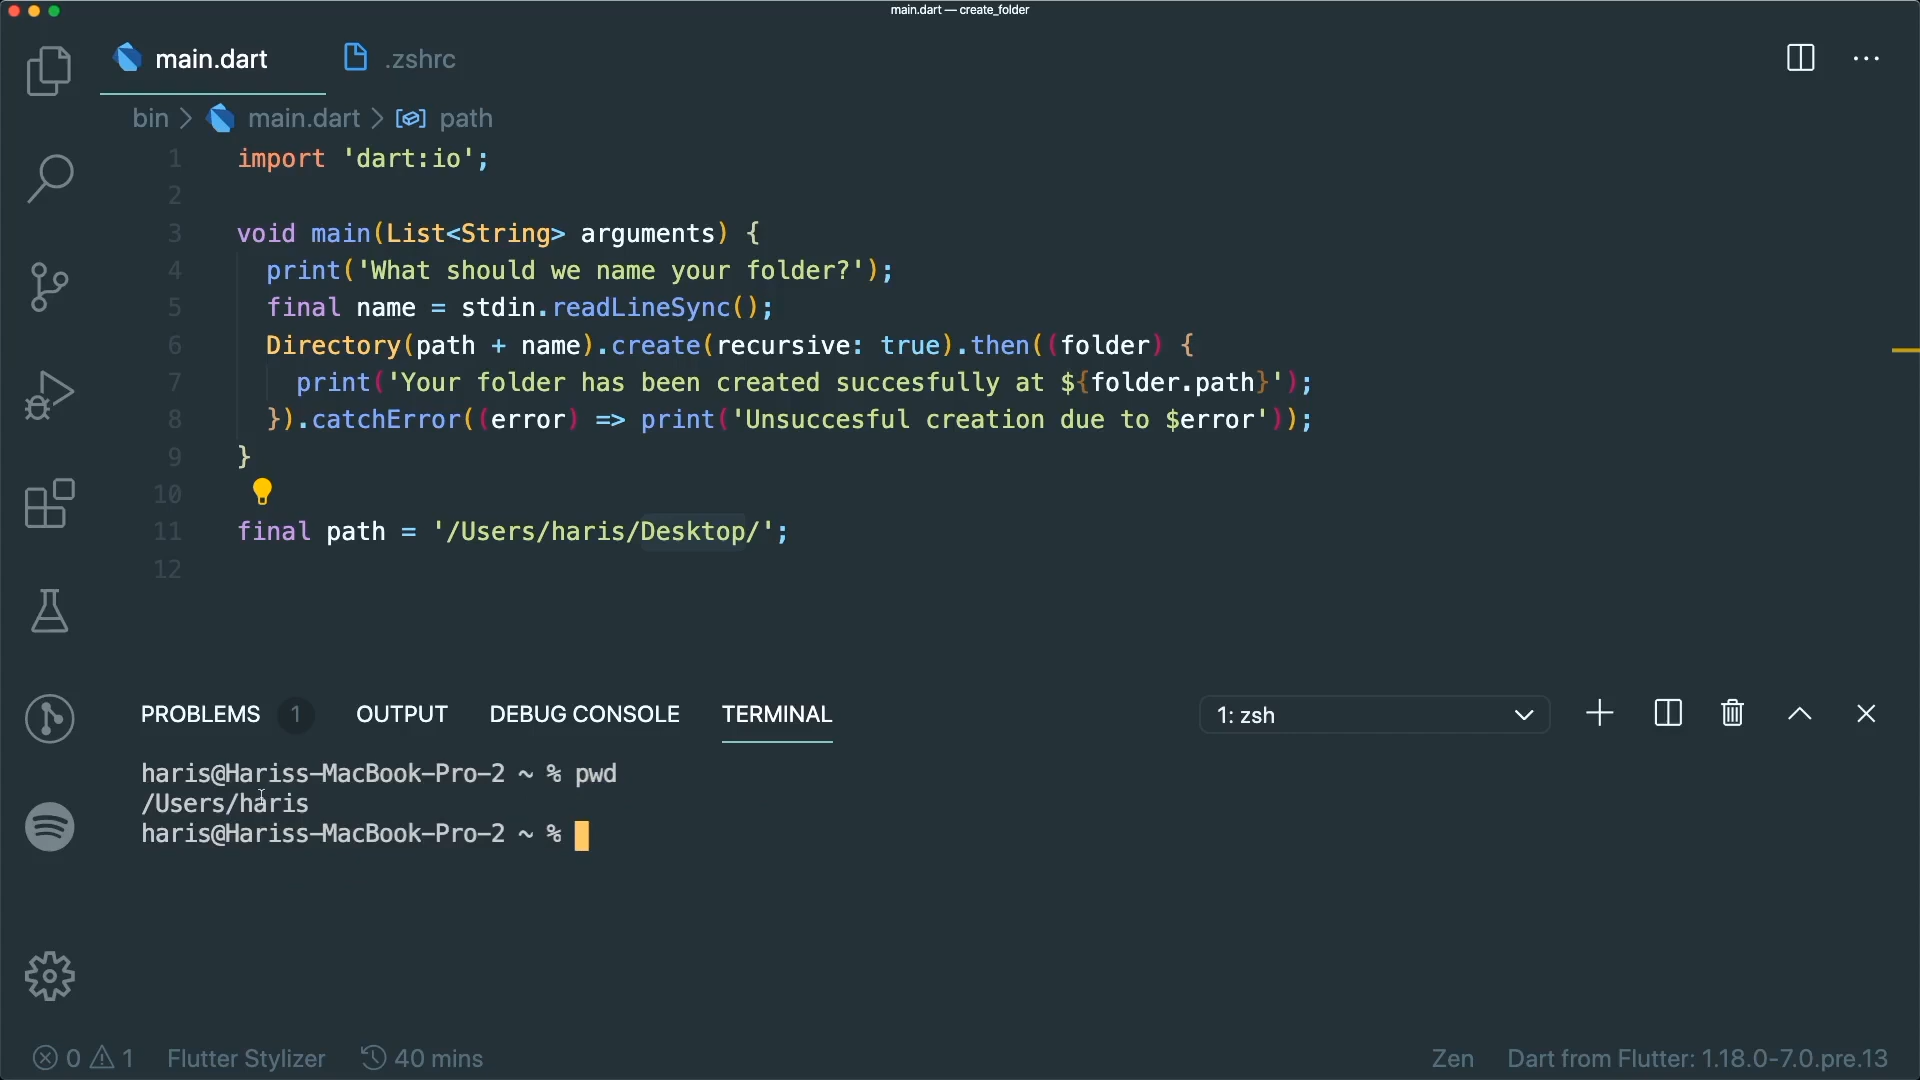 main.dart — create_folder
main.dart .zshrc
bin > main.dart > path
1 import 'dart:io';
2
3 void main(List<String> arguments) {
4 print('What should we name your folder?');
5 final name = stdin.readLineSync();
6 Directory(path + name).create(recursive: true).then((folder) {
7 print('Your folder has been created succesfully at ${folder.path}');
8 }).catchError((error) => print('Unsuccesful creation due to $error'));
9 }
10
11 final path = '/Users/haris/Desktop/';
12
PROBLEMS 1 OUTPUT DEBUG CONSOLE TERMINAL 1: zsh
haris@Hariss-MacBook-Pro-2 ~ % pwd
/Users/haris
haris@Hariss-MacBook-Pro-2 ~ %
0 1 Flutter Stylizer 40 mins Zen Dart from Flutter: 1.18.0-7.0.pre.13